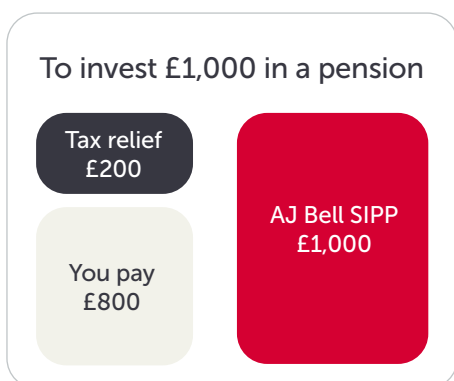 To invest £1,000 in a pension
Tax relief
£200
You pay
£800
AJ Bell SIPP
£1,000